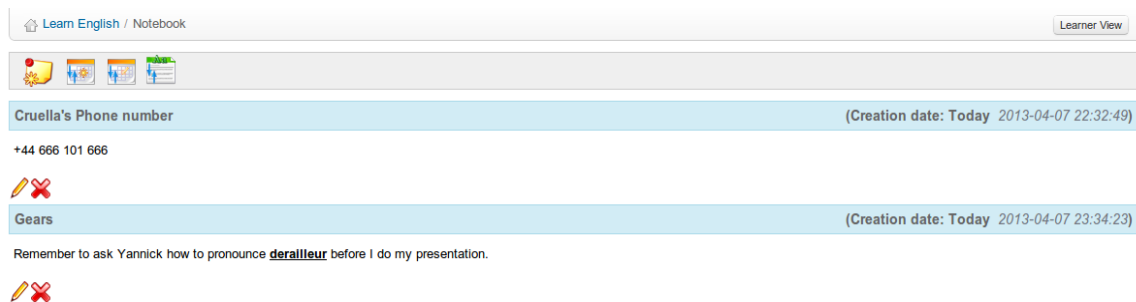 Learn English / Notebook
Learner View
Cruella's Phone number (Creation date: Today 2013-04-07 22:32:49)
+44 666 101 666
Gears (Creation date: Today 2013-04-07 23:34:23)
Remember to ask Yannick how to pronounce derailleur before I do my presentation.